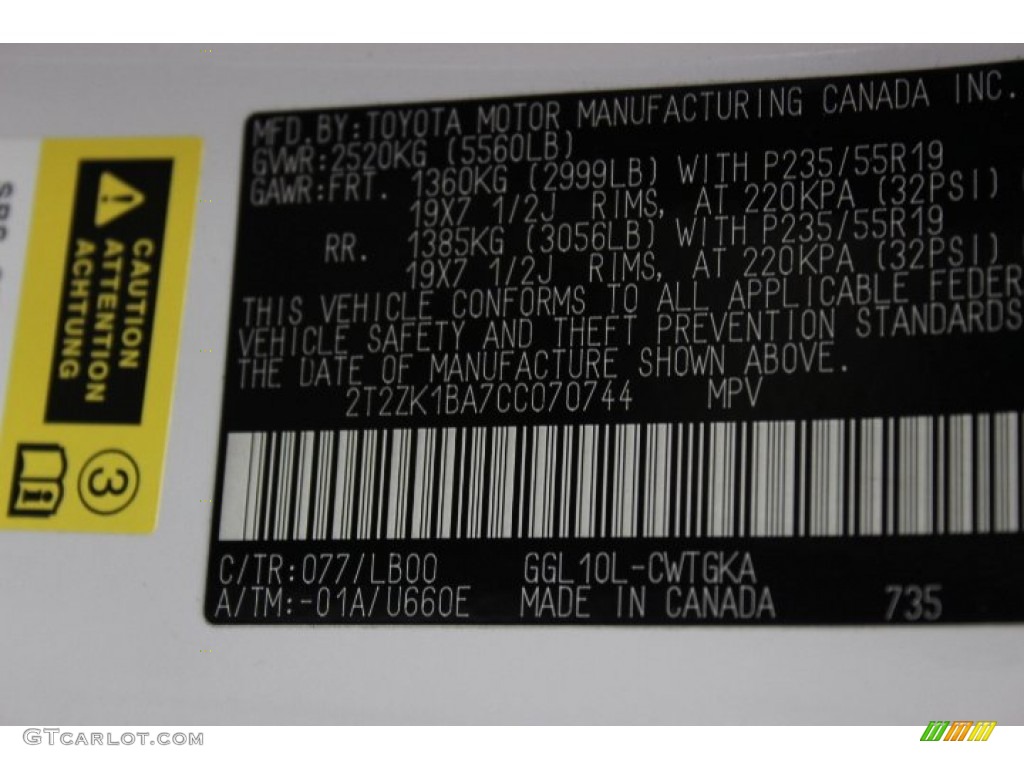 MFD. BY: TOYOTA MOTOR MANUFACTURING CANADA INC.
GVWR: 2520KG (5560LB)
GAWR: FRT. 1360KG (2999LB) WITH P235/55R19
19X7 1/2J RIMS, AT 220KPA (32PSI)
RR. 1385KG (3056LB) WITH P235/55R19
19X7 1/2J RIMS, AT 220KPA (32PSI)
THIS VEHICLE CONFORMS TO ALL APPLICABLE FEDER
VEHICLE SAFETY AND THEFT PREVENTION STANDARDS
THE DATE OF MANUFACTURE SHOWN ABOVE.
2T2ZK1BA7CC070744 MPV
C/TR: 077/LB00 GGL10L-CWTGKA
A/TM: -01A/U660E MADE IN CANADA 735
CAUTION
ATTENTION
ACHTUNG
3
GTCARLOT.COM